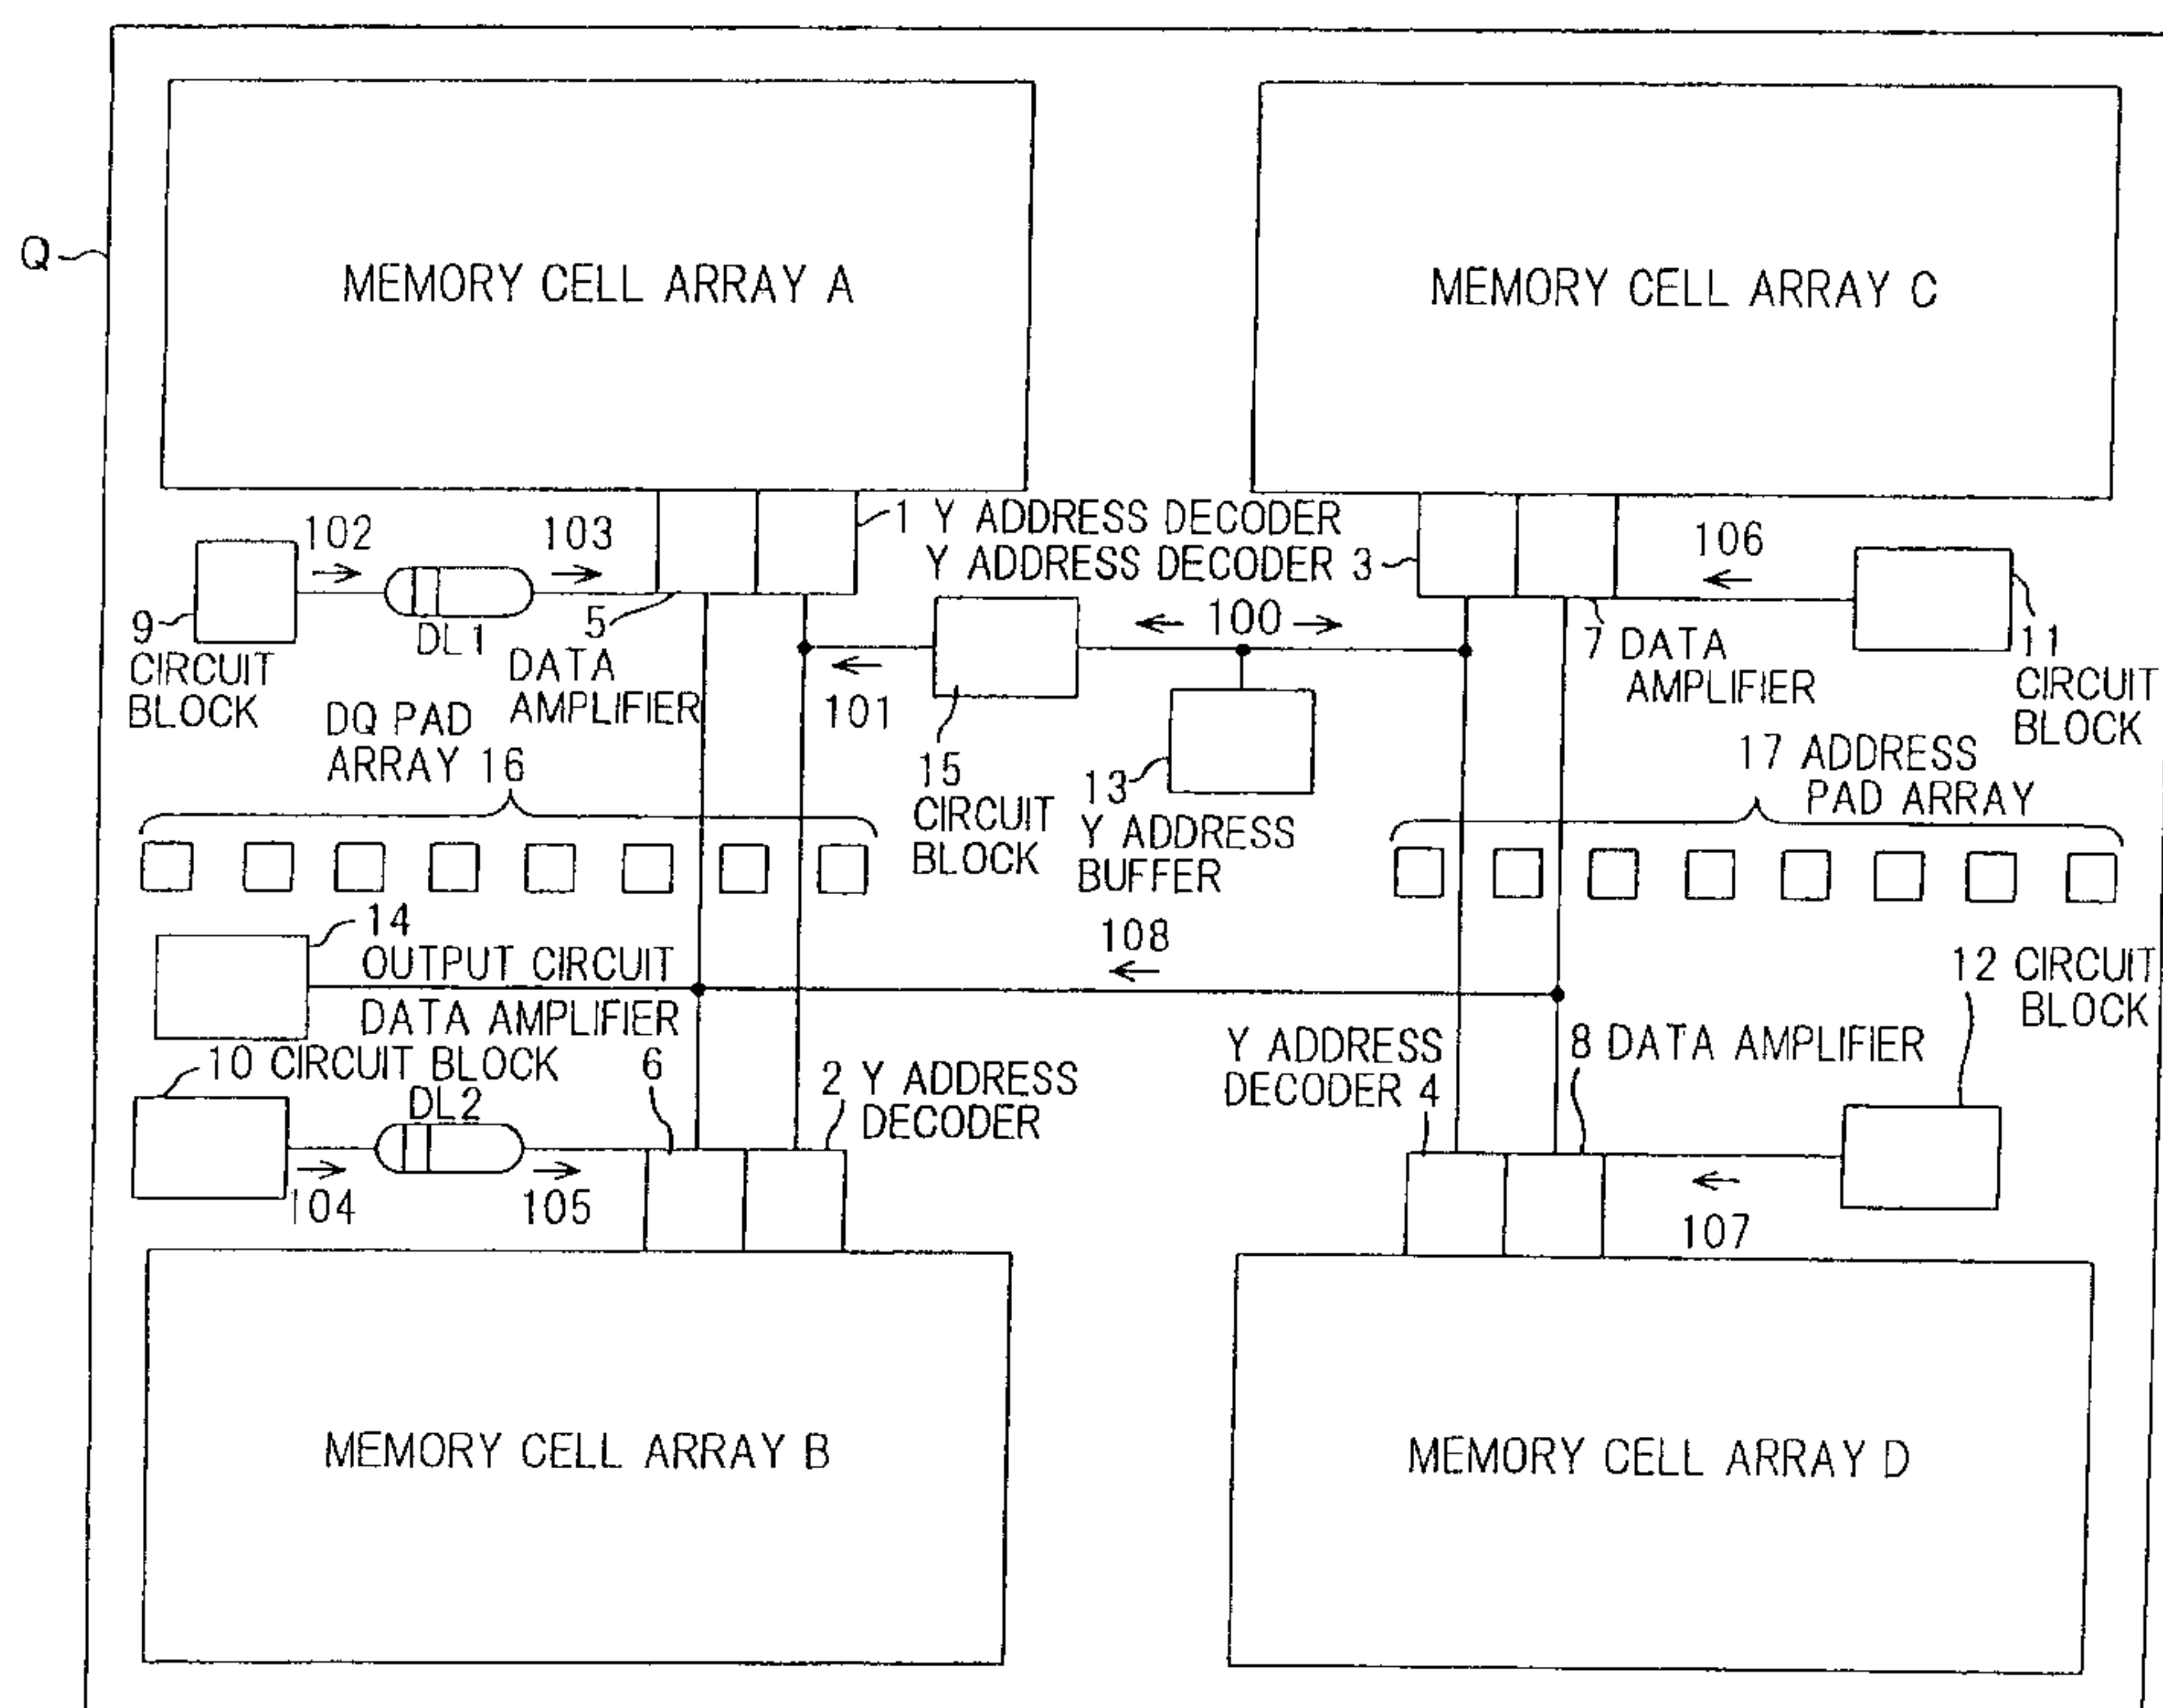 Q
MEMORY CELL ARRAY A
MEMORY CELL ARRAY C
1 Y ADDRESS DECODER
Y ADDRESS DECODER 3
102
103
106
9
CIRCUIT
BLOCK
DL1
5
DATA
AMPLIFIER
100
101
7 DATA
AMPLIFIER
11
CIRCUIT
BLOCK
DQ PAD
ARRAY 16
15
CIRCUIT
BLOCK
13
Y ADDRESS
BUFFER
17 ADDRESS
PAD ARRAY
14
OUTPUT CIRCUIT
108
12 CIRCUIT
BLOCK
DATA AMPLIFIER
6
10 CIRCUIT BLOCK
DL2
2 Y ADDRESS
DECODER
Y ADDRESS
DECODER 4
8 DATA AMPLIFIER
104
105
107
MEMORY CELL ARRAY B
MEMORY CELL ARRAY D